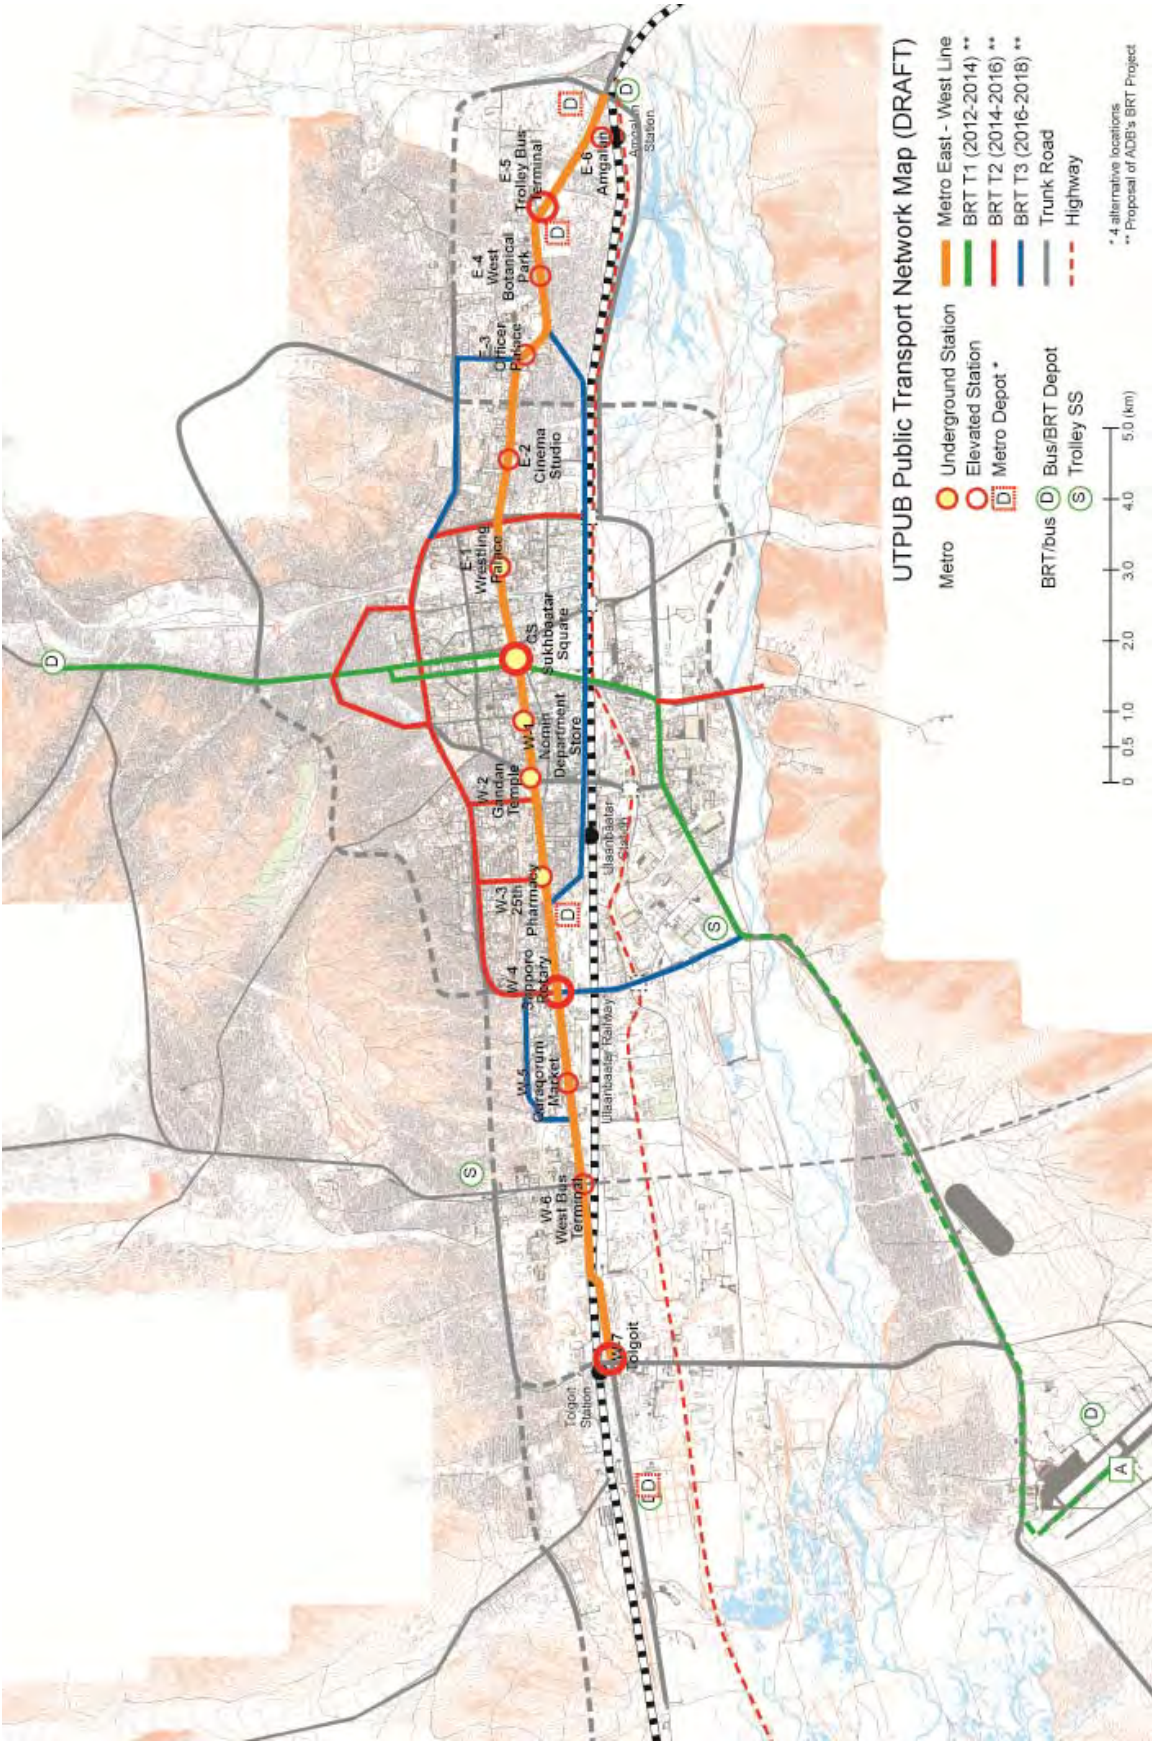 Tolgoit
Station
D
W-7
Tolgoit
W-6
West Bus
Terminal
S
W-5
Qaraqorum
Market
Ulaanbaatar Railway
W-4
Sapporo
Rotary
S
W-3
25th
Pharmacy
D
Ulaanbaatar
Station
W-2
Gandan
Temple
W-1
Nomin
Department
Store
CS
Sukhbaatar
Square
D
E-1
Wrestling
Palace
E-2
Cinema
Studio
E-3
Officer
Palace
E-4
West
Botanical
Park
E-5
Trolley Bus
Terminal
D
E-6
Amgalan
D
D
Amgalan
Station
D
A
UTPUB Public Transport Network Map (DRAFT)
Metro
Underground Station
Elevated Station
D Metro Depot *
BRT/bus D Bus/BRT Depot
S Trolley SS
Metro East - West Line
BRT T1 (2012-2014) **
BRT T2 (2014-2016) **
BRT T3 (2016-2018) **
Trunk Road
Highway
0 0.5 1.0 2.0 3.0 4.0 5.0 (km)
* 4 alternative locations
** Proposal of ADB's BRT Project